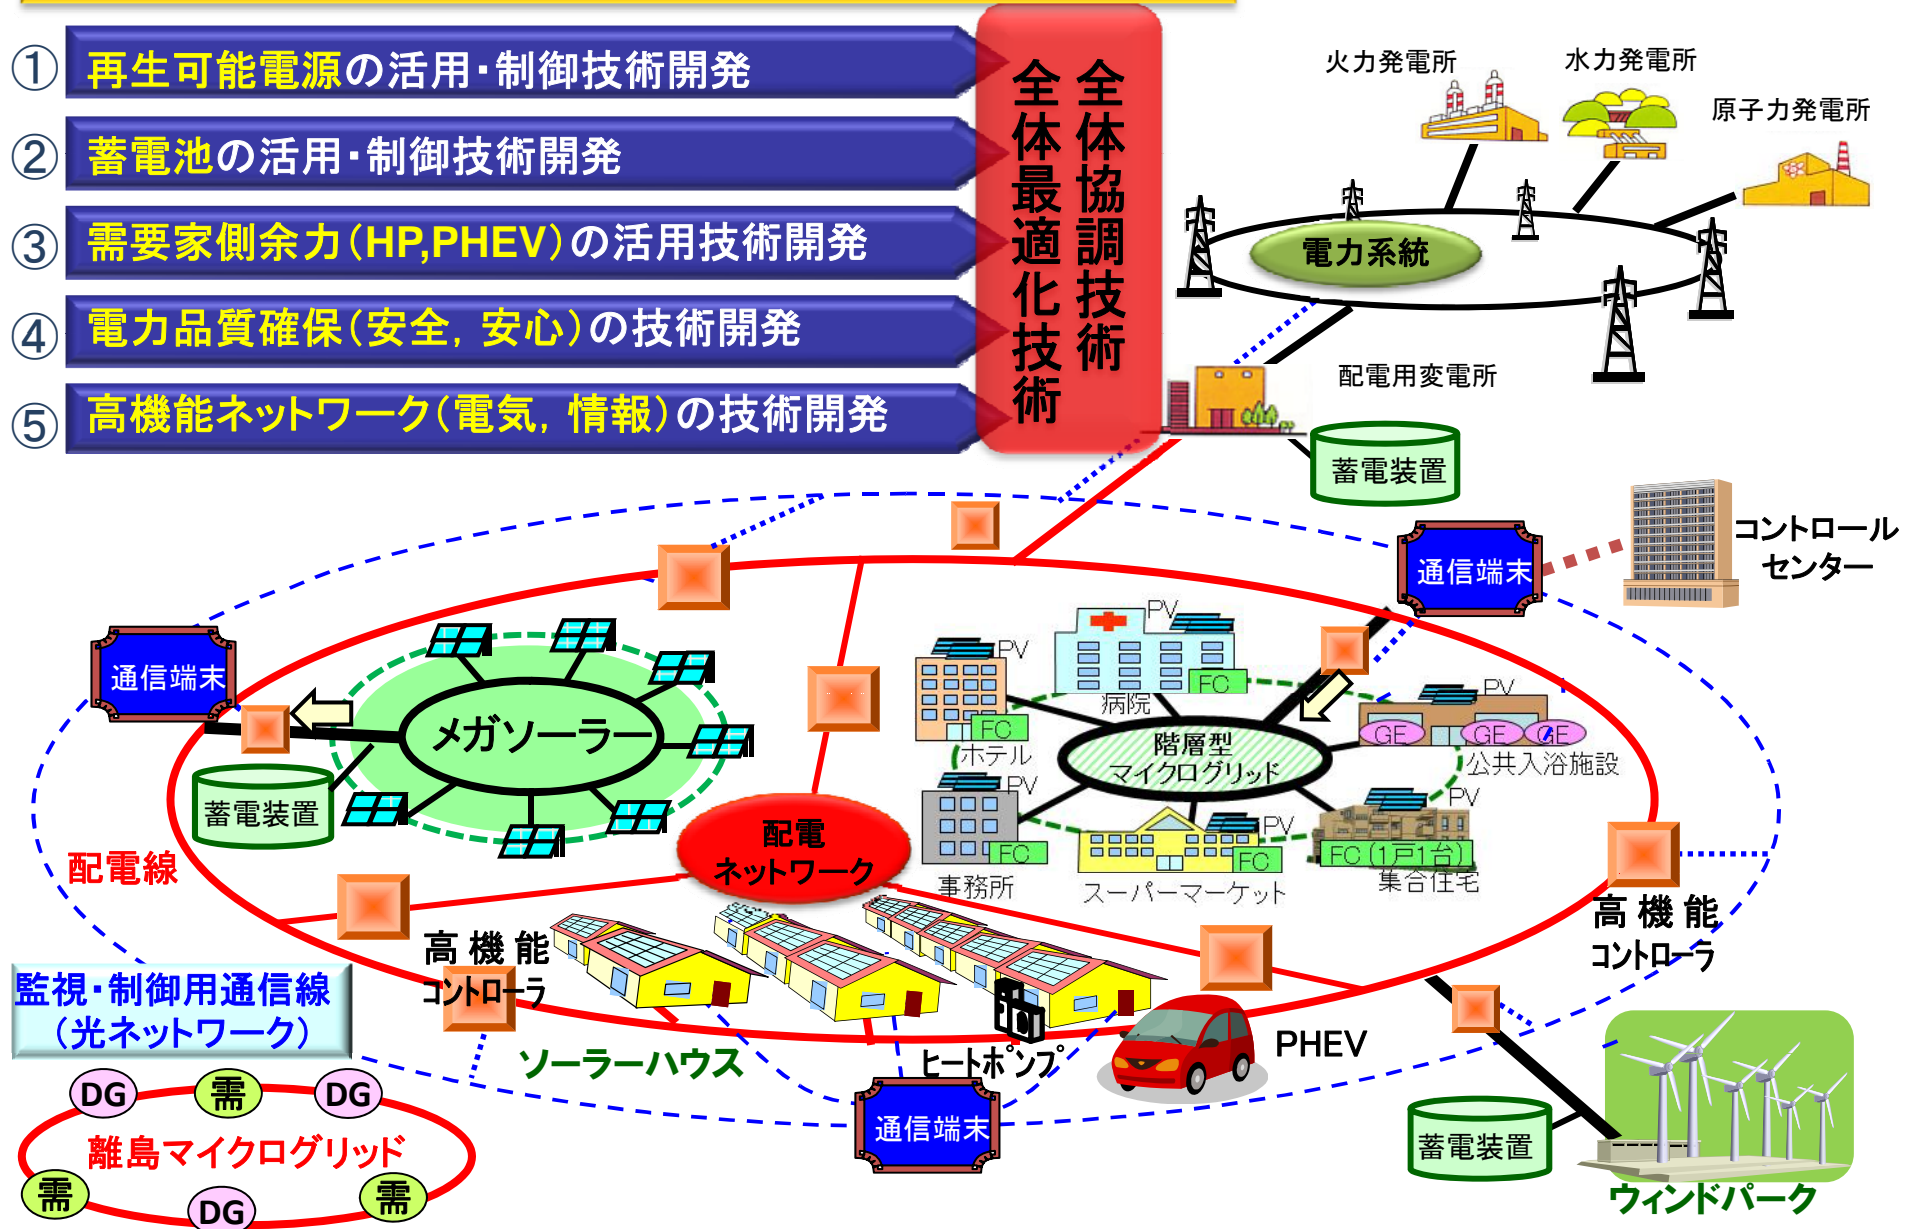 ① 再生可能電源の活用・制御技術開発
② 蓄電池の活用・制御技術開発
③ 需要家側余力(HP,PHEV)の活用技術開発
④ 電力品質確保(安全, 安心)の技術開発
⑤ 高機能ネットワーク(電気, 情報)の技術開発
全体協調技術
全体最適化技術
火力発電所
水力発電所
原子力発電所
電力系統
配電用変電所
蓄電装置
コントロール
センター
通信端末
通信端末
メガソーラー
蓄電装置
配電線
配電
ネットワーク
階層型
マイクログリッド
PV
FC
病院
PV
FC
ホテル
PV
GE
GE
GE
公共入浴施設
PV
FC
事務所
PV
FC
スーパーマーケット
PV
FC(1戸1台)
集合住宅
高機能
コントローラ
高機能
コントローラ
監視・制御用通信線
(光ネットワーク)
ソーラーハウス
ヒートポンプ
PHEV
通信端末
DG
需
DG
離島マイクログリッド
需
DG
需
蓄電装置
ウィンドパーク